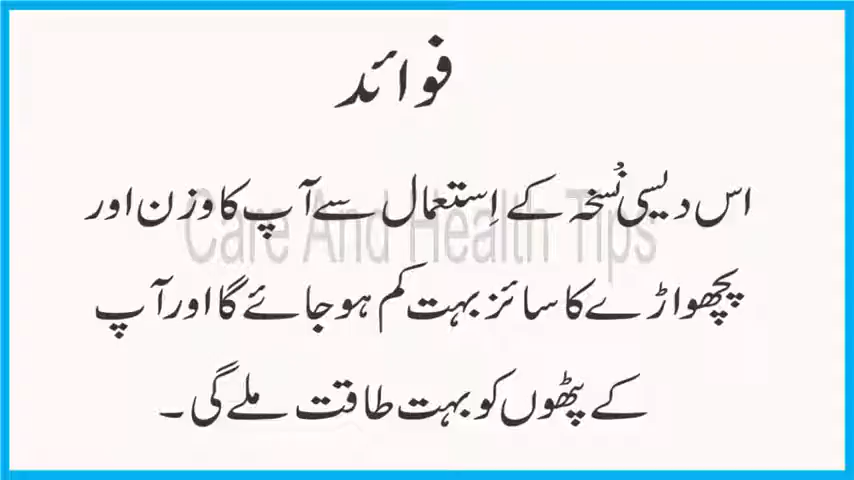 فوائد
اس دیسی نُسخہ کے اِستعمال سے آپ کا وزن اور
Care And Health Tips
پچھواڑے کا سائز بہت کم ہو جائے گا اور آپ
کے پٹھوں کو بہت طاقت ملے گی۔